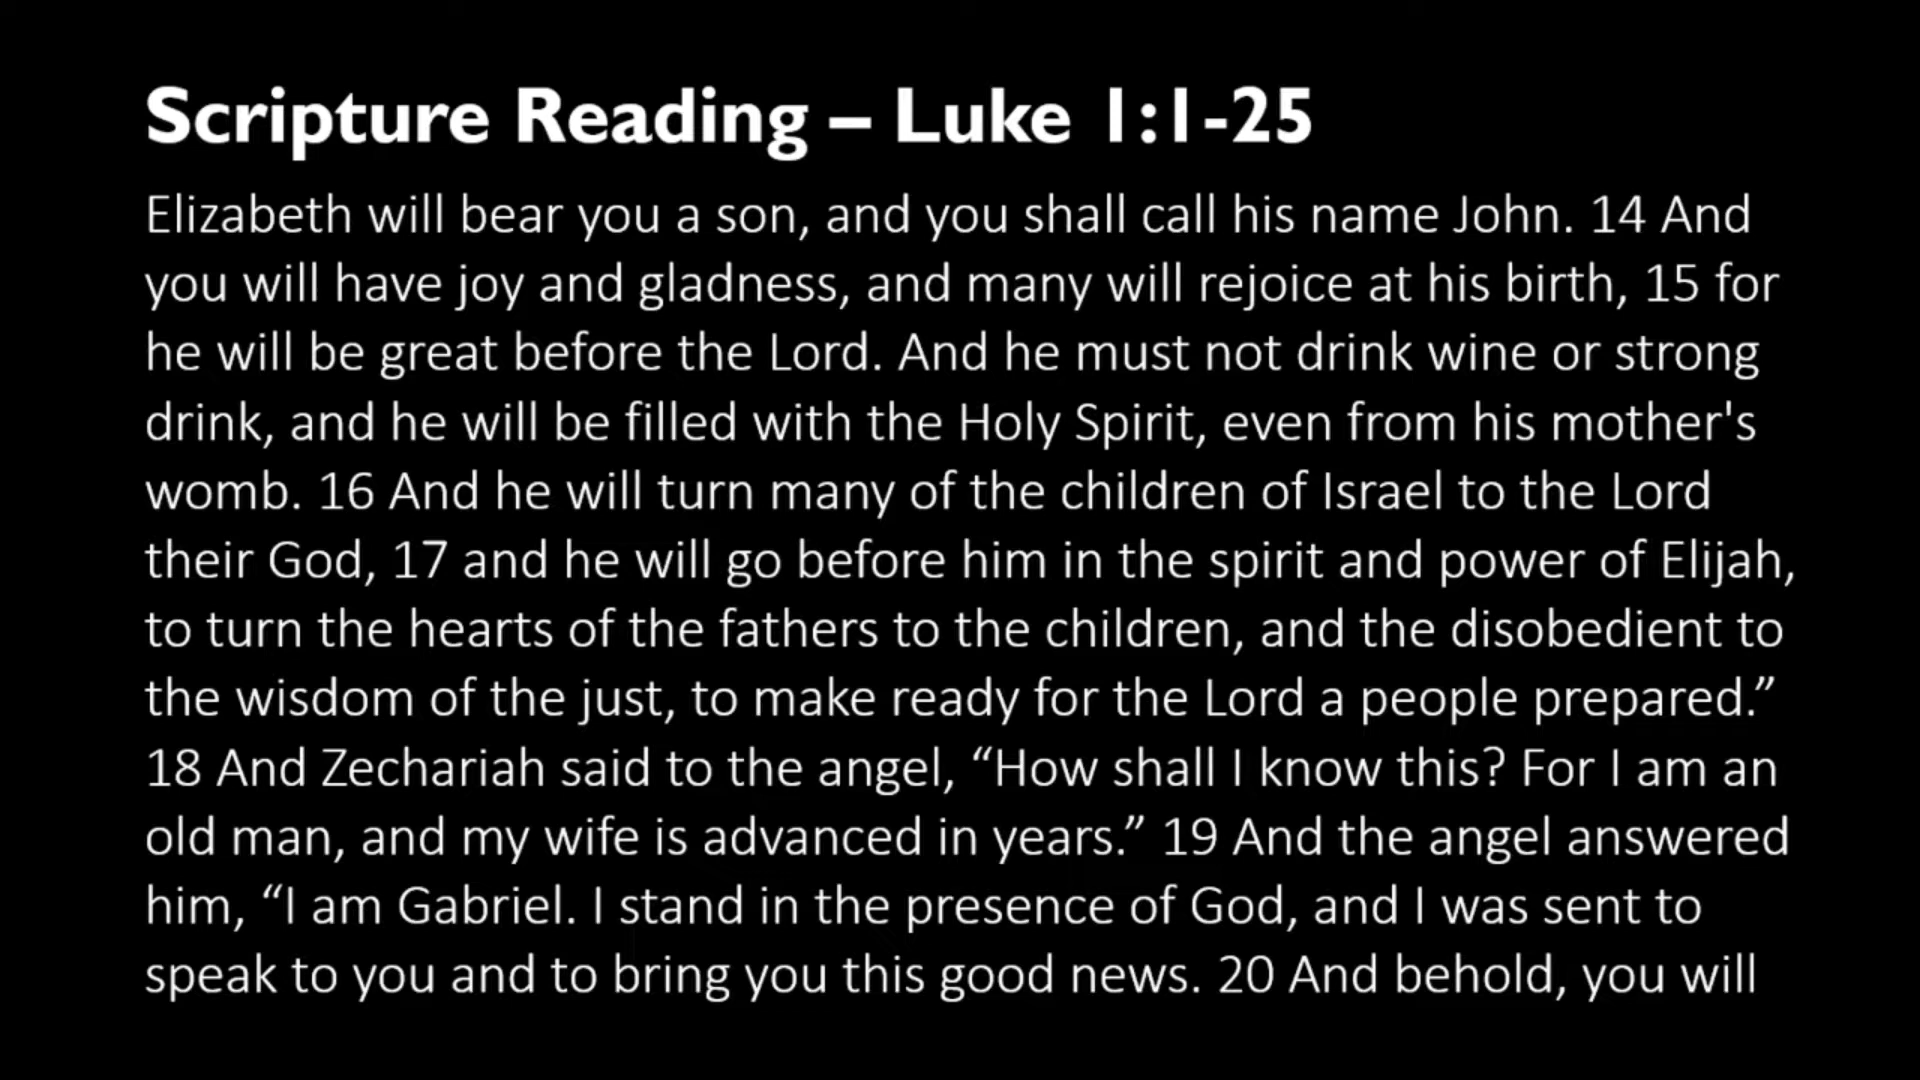 Scripture Reading – Luke 1:1-25
Elizabeth will bear you a son, and you shall call his name John. 14 And
you will have joy and gladness, and many will rejoice at his birth, 15 for
he will be great before the Lord. And he must not drink wine or strong
drink, and he will be filled with the Holy Spirit, even from his mother's
womb. 16 And he will turn many of the children of Israel to the Lord
their God, 17 and he will go before him in the spirit and power of Elijah,
to turn the hearts of the fathers to the children, and the disobedient to
the wisdom of the just, to make ready for the Lord a people prepared.”
18 And Zechariah said to the angel, “How shall I know this? For I am an
old man, and my wife is advanced in years.” 19 And the angel answered
him, “I am Gabriel. I stand in the presence of God, and I was sent to
speak to you and to bring you this good news. 20 And behold, you will